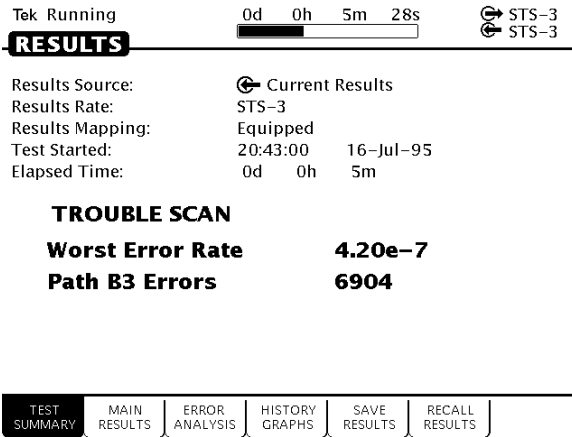 Tek Running 0d 0h 5m 28s STS–3
STS–3
RESULTS
Results Source: Current Results
Results Rate: STS–3
Results Mapping: Equipped
Test Started: 20:43:00 16–Jul–95
Elapsed Time: 0d 0h 5m
TROUBLE SCAN
Worst Error Rate 4.20e–7
Path B3 Errors 6904
TEST SUMMARY
MAIN RESULTS
ERROR ANALYSIS
HISTORY GRAPHS
SAVE RESULTS
RECALL RESULTS